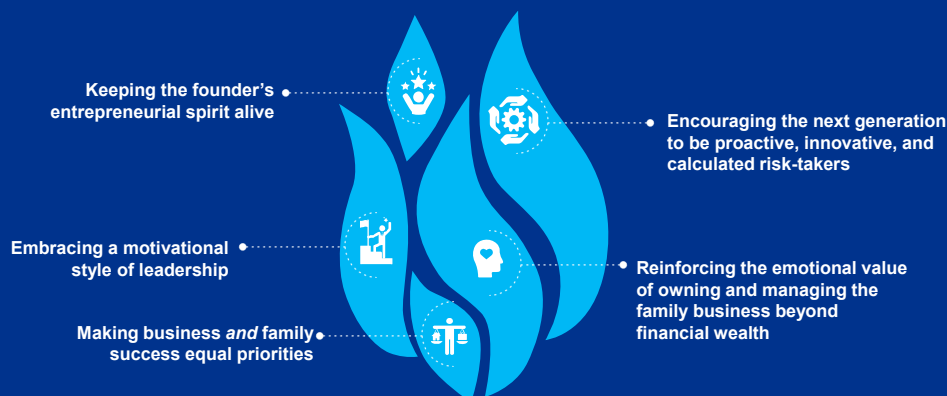 Keeping the founder’s
entrepreneurial spirit alive
Encouraging the next generation
to be proactive, innovative, and
calculated risk-takers
Embracing a motivational
style of leadership
Reinforcing the emotional value
of owning and managing the
family business beyond
financial wealth
Making business and family
success equal priorities